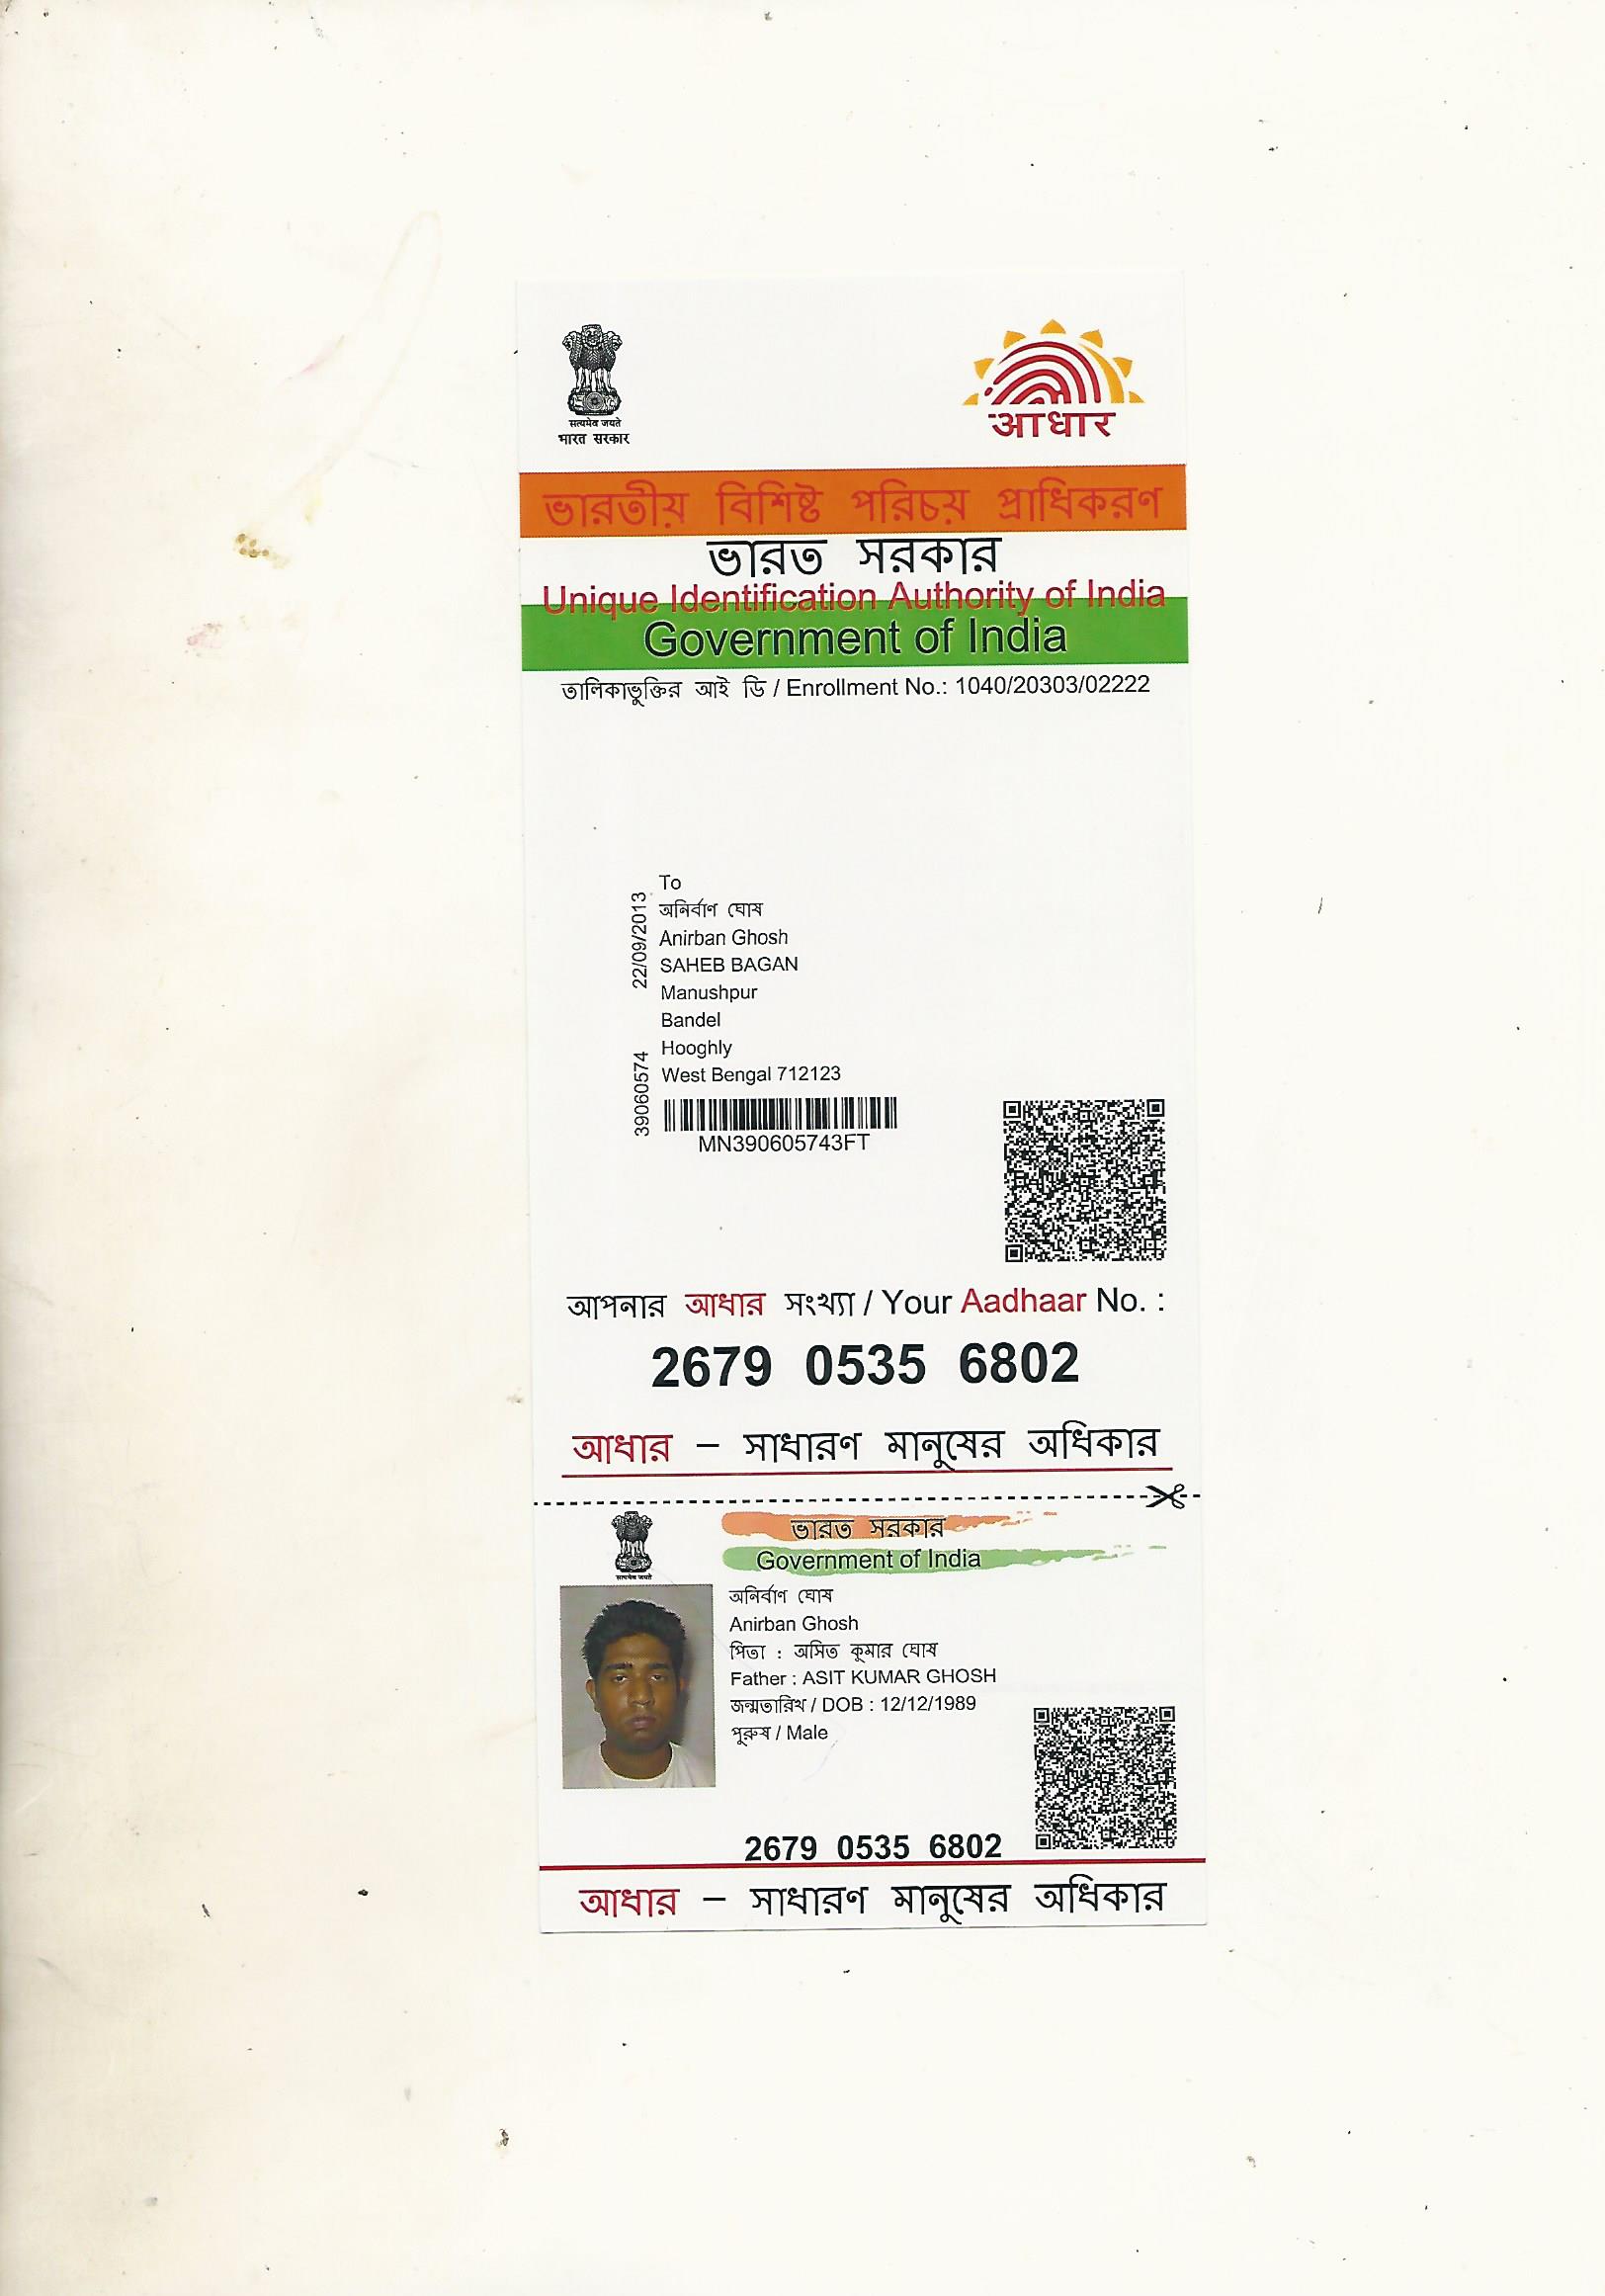 सत्यमेव जयते
भारत सरकार
आधार
ভারতীয় বিশিষ্ট পরিচয় প্রাধিকরণ
ভারত সরকার
Unique Identification Authority of India
Government of India
তালিকাভুক্তির আই ডি / Enrollment No.: 1040/20303/02222
To
অনির্বাণ ঘোষ
Anirban Ghosh
SAHEB BAGAN
Manushpur
Bandel
Hooghly
West Bengal 712123
22/09/2013
39060574
MN390605743FT
আপনার আধার সংখ্যা / Your Aadhaar No. :
2679 0535 6802
আধার – সাধারণ মানুষের অধিকার
सत्यमेव जयते
ভারত সরকার
Government of India
অনির্বাণ ঘোষ
Anirban Ghosh
পিতা : অসিত কুমার ঘোষ
Father : ASIT KUMAR GHOSH
জন্মতারিখ / DOB : 12/12/1989
পুরুষ / Male
2679 0535 6802
আধার – সাধারণ মানুষের অধিকার